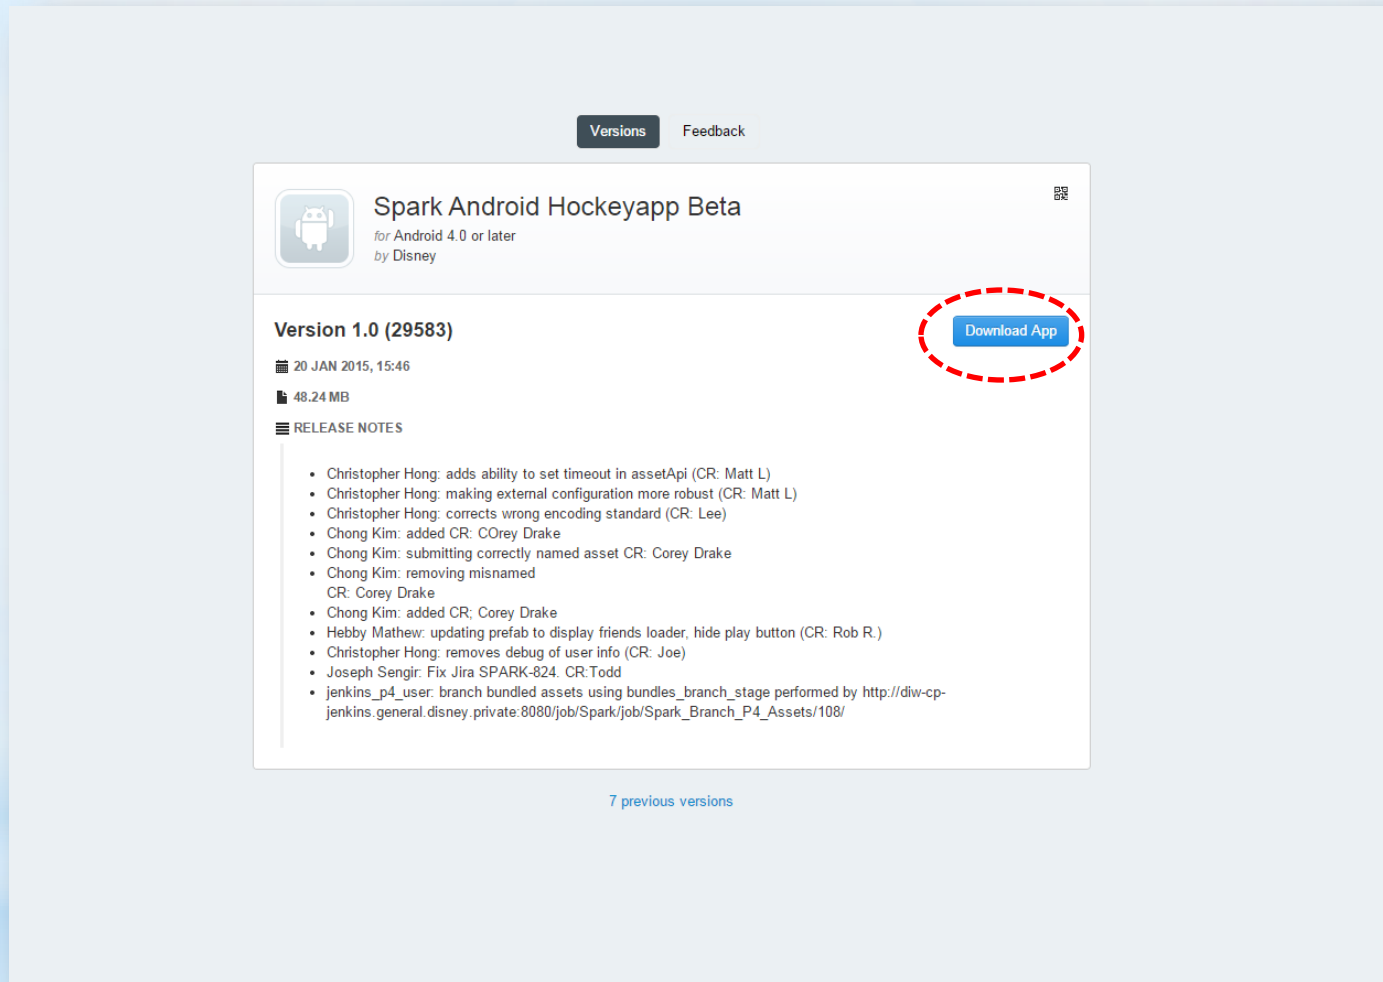 Versions Feedback
Spark Android Hockeyapp Beta
for Android 4.0 or later
by Disney
Version 1.0 (29583)
Download App
20 JAN 2015, 15:46
48.24 MB
RELEASE NOTES
• Christopher Hong: adds ability to set timeout in assetApi (CR: Matt L)
• Christopher Hong: making external configuration more robust (CR: Matt L)
• Christopher Hong: corrects wrong encoding standard (CR: Lee)
• Chong Kim: added CR: COrey Drake
• Chong Kim: submitting correctly named asset CR: Corey Drake
• Chong Kim: removing misnamed
CR: Corey Drake
• Chong Kim: added CR; Corey Drake
• Hebby Mathew: updating prefab to display friends loader, hide play button (CR: Rob R.)
• Christopher Hong: removes debug of user info (CR: Joe)
• Joseph Sengir: Fix Jira SPARK-824. CR:Todd
• jenkins_p4_user: branch bundled assets using bundles_branch_stage performed by http://diw-cp-
jenkins.general.disney.private:8080/job/Spark/job/Spark_Branch_P4_Assets/108/
7 previous versions